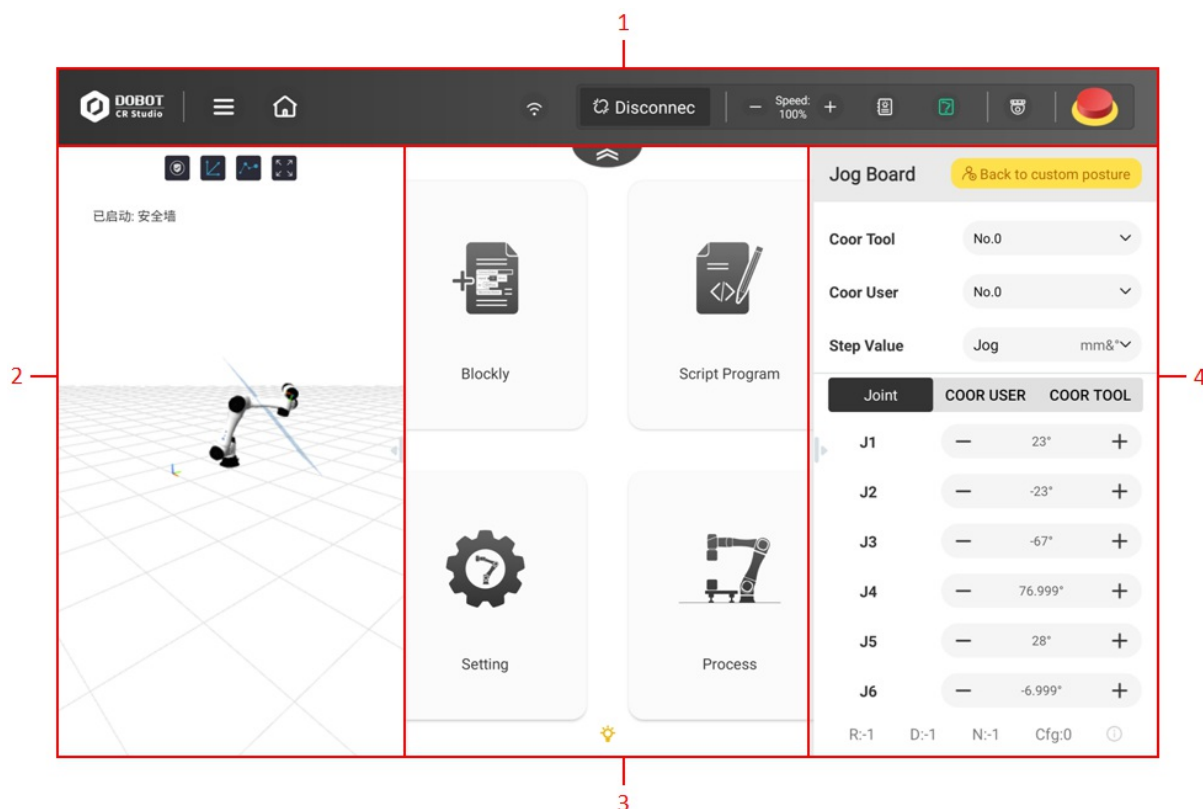 1
DOBOT
CR Studio
Disconnec
Speed:
100%
已启动: 安全墙
Blockly
Script Program
Setting
Process
Jog Board
Back to custom posture
Coor Tool
No.0
Coor User
No.0
Step Value
Jog
mm&°
Joint
COOR USER
COOR TOOL
J1
23°
J2
-23°
J3
-67°
J4
76.999°
J5
28°
J6
-6.999°
R:-1
D:-1
N:-1
Cfg:0
2
4
3